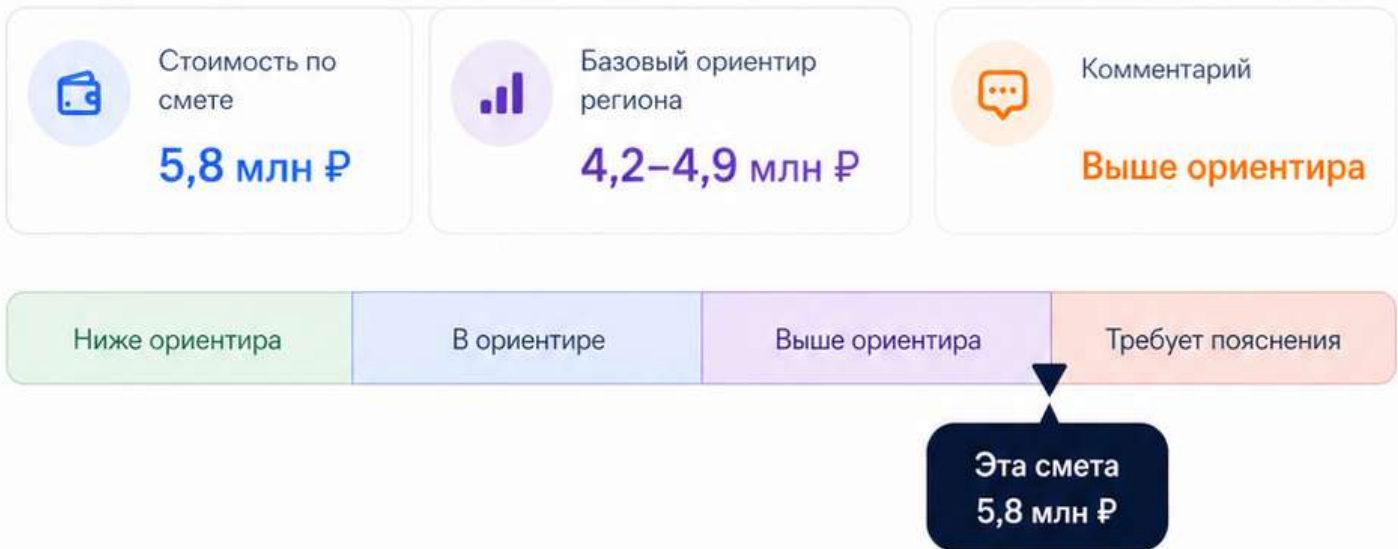 Стоимость по
смете
5,8 млн ₽
Базовый ориентир
региона
4,2–4,9 млн ₽
Комментарий
Выше ориентира
Ниже ориентира
В ориентире
Выше ориентира
Требует пояснения
Эта смета
5,8 млн ₽